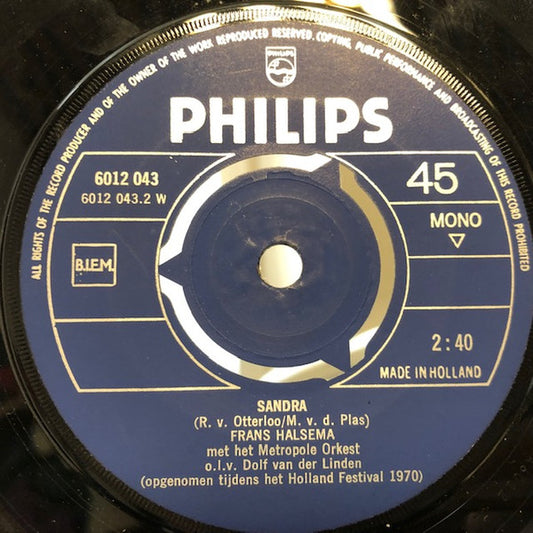 ALL RIGHTS OF THE RECORD PRODUCER AND OF THE OWNER OF THE WORK REPRODUCED RESERVED. COPYING, PUBLIC PERFORMANCE AND BROADCASTING OF THIS RECORD PROHIBITED
PHILIPS
PHILIPS
6012 043
6012 043.2 W
45
MONO
B.I.E.M.
2:40
MADE IN HOLLAND
SANDRA
(R. v. Otterloo/M. v. d. Plas)
FRANS HALSEMA
met het Metropole Orkest
o.l.v. Dolf van der Linden
(opgenomen tijdens het Holland Festival 1970)